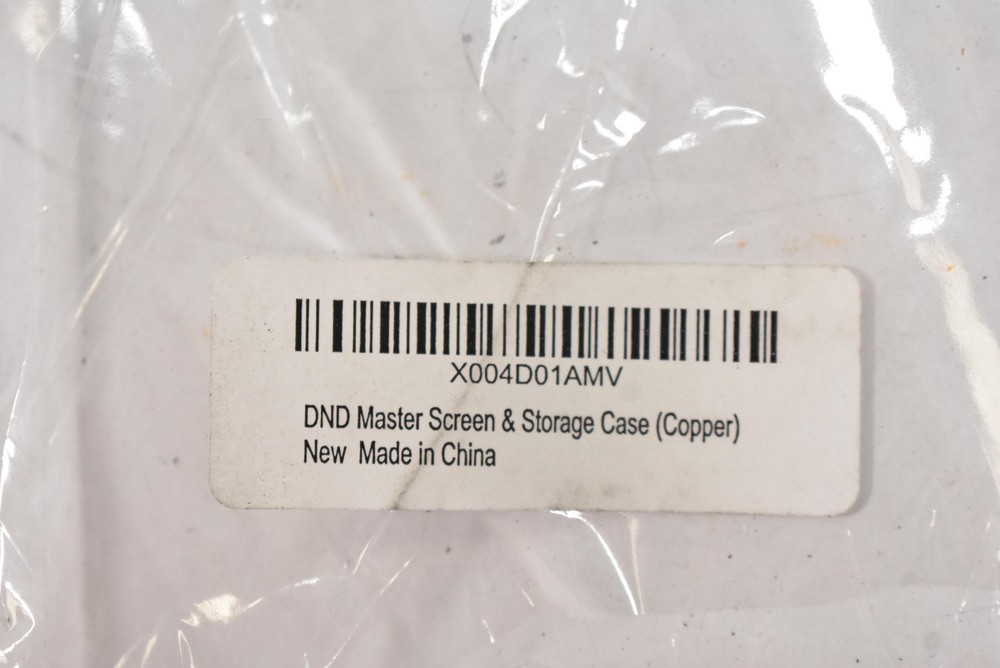 X004D01AMV
DND Master Screen & Storage Case (Copper)
New Made in China